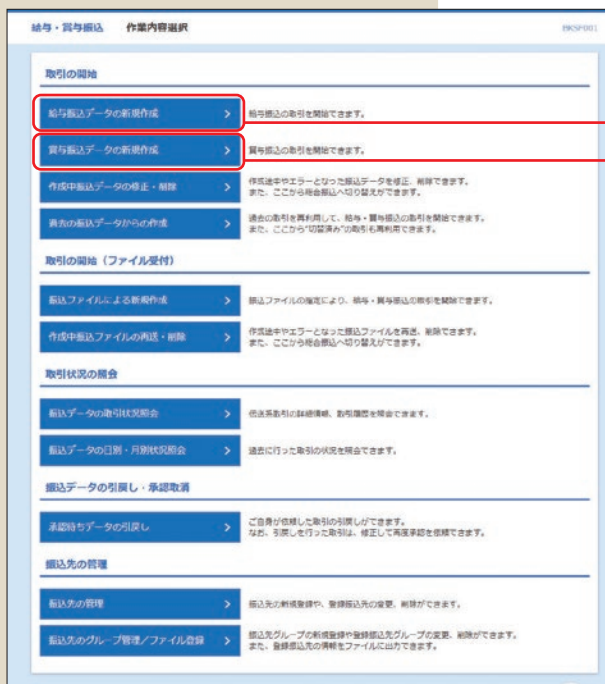 給与・賞与振込 作業内容選択 BKSF001
取引の開始
給与振込データの新規作成 給与振込の取引を開始できます。
賞与振込データの新規作成 賞与振込の取引を開始できます。
作成中振込データの修正・削除 作成途中やエラーとなった振込データを修正、削除できます。
また、ここから総合振込へ切り替えができます。
過去の振込データからの作成 過去の取引を再利用して、給与・賞与振込の取引を開始できます。
また、ここから“切替済み”の取引も再利用できます。
取引の開始（ファイル受付）
振込ファイルによる新規作成 振込ファイルの指定により、給与・賞与振込の取引を開始できます。
作成中振込ファイルの再送・削除 作成途中やエラーとなった振込ファイルを再送、削除できます。
また、ここから総合振込へ切り替えができます。
取引状況の照会
振込データの取引状況照会 伝送系取引の詳細情報、取引履歴を照会できます。
振込データの日別・月別状況照会 過去に行った取引の状況を照会できます。
振込データの引戻し・承認取消
承認待ちデータの引戻し ご自身が依頼した取引の引戻しができます。
なお、引戻しを行った取引は、修正して再度承認を依頼できます。
振込先の管理
振込先の管理 振込先の新規登録や、登録振込先の変更、削除ができます。
振込先のグループ管理／ファイル登録 振込先グループの新規登録や登録振込先グループの変更、削除ができます。
また、登録振込先の情報をファイルに出力できます。